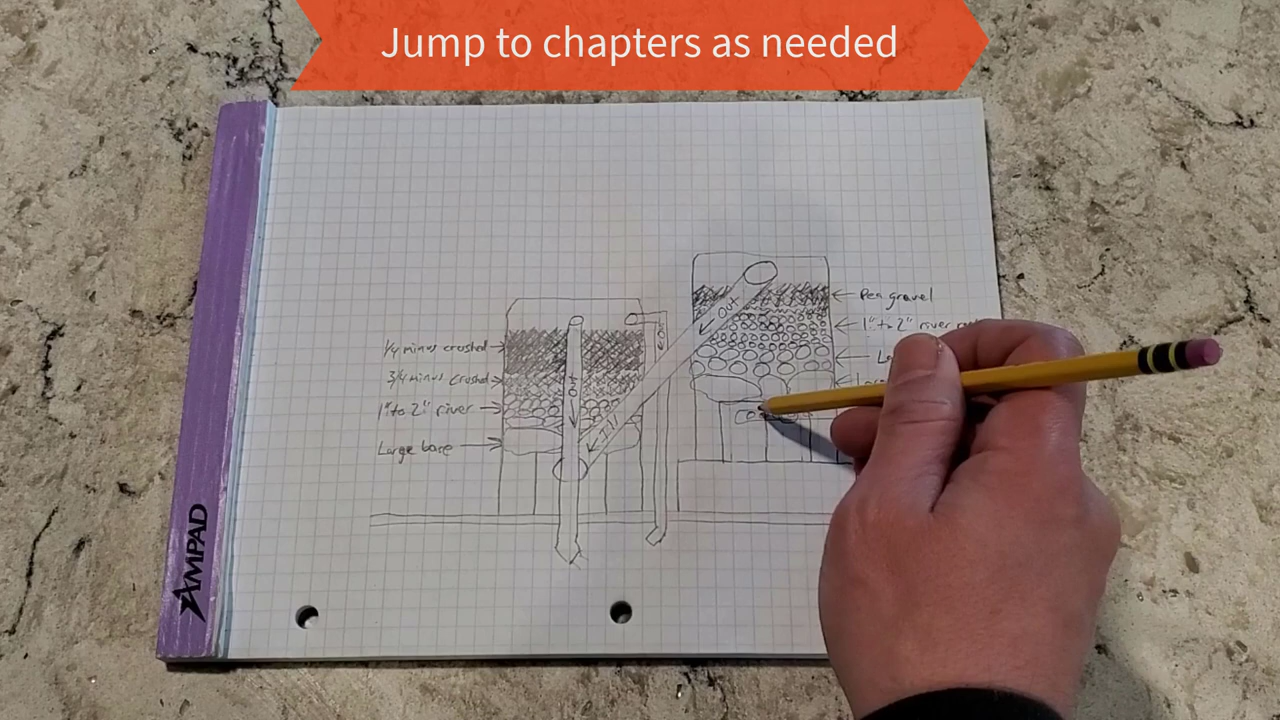 Jump to chapters as needed
1/4 minus crushed
3/4 minus crushed
1" to 2" river
Large base
OUT
OUT
Pea gravel
1" to 2" river
AMPAD